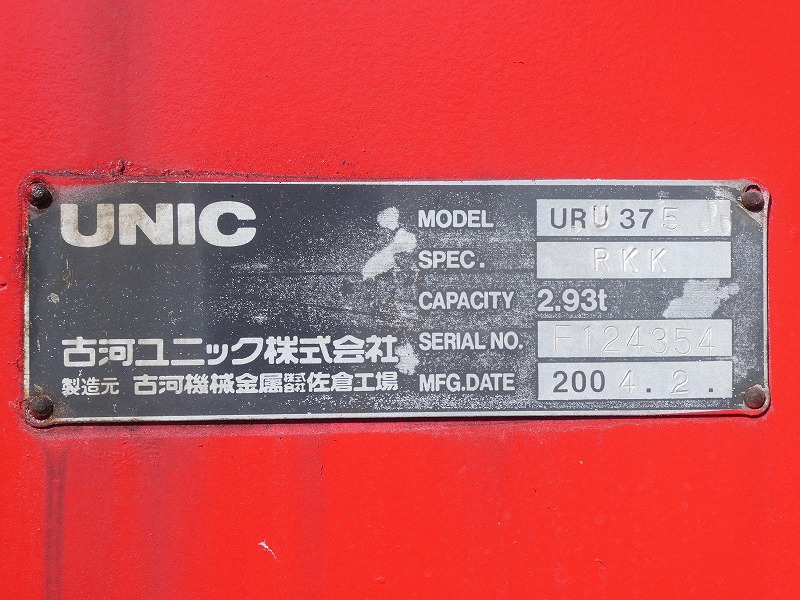 UNIC
MODEL URU375
SPEC. RKK
CAPACITY 2.93t
古河ユニック株式会社
SERIAL NO. F124354
製造元 古河機械金属株式会社佐倉工場
MFG.DATE 2004.2.